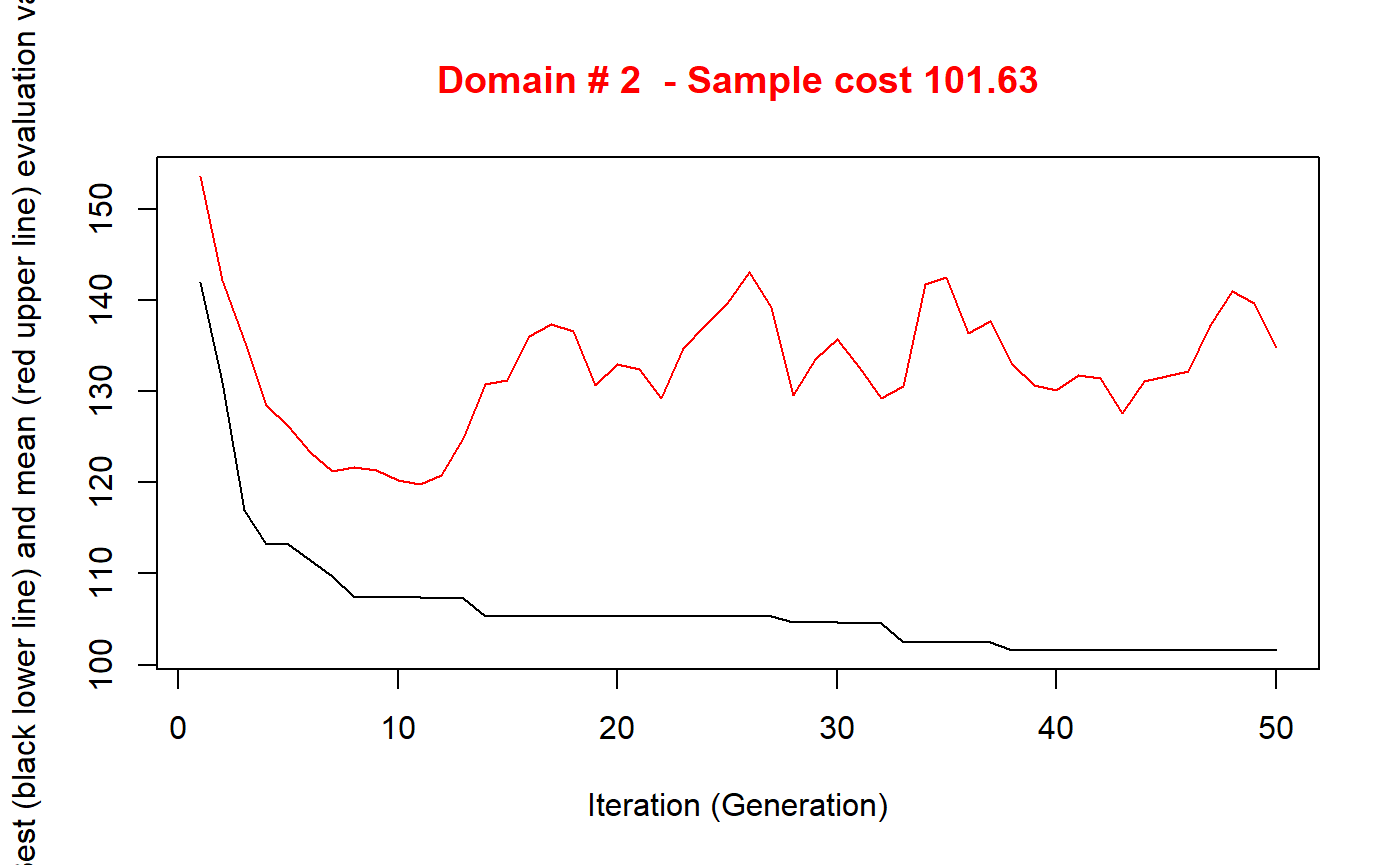 Domain # 2  - Sample cost 101.63
est (black lower line) and mean (red upper line) evaluation va
150
140
130
120
110
100
0 10 20 30 40 50
Iteration (Generation)